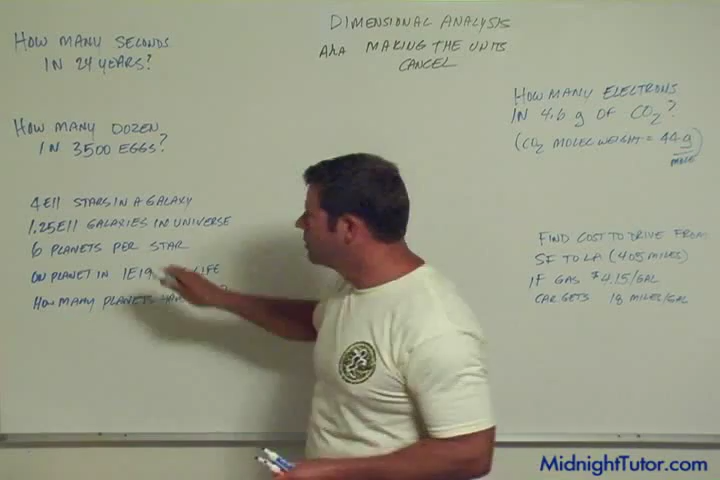 DIMENSIONAL ANALYSIS
AKA MAKING THE UNITS
CANCEL
HOW MANY SECONDS
IN 24 YEARS?
HOW MANY DOZEN
IN 3500 EGGS?
4E11 STARS IN A GALAXY
1.25E11 GALAXIES IN UNIVERSE
6 PLANETS PER STAR
ON PLANET IN 1E19 LIFE
HOW MANY PLANETS ?
HOW MANY ELECTRONS
IN 4.6 g OF CO2?
(CO2 MOLEC WEIGHT = 44 g
MOLE)
FIND COST TO DRIVE FROM
SF TO LA (405 MILES)
IF GAS $4.15/GAL
CAR GETS 18 MILES/GAL
MidnightTutor.com